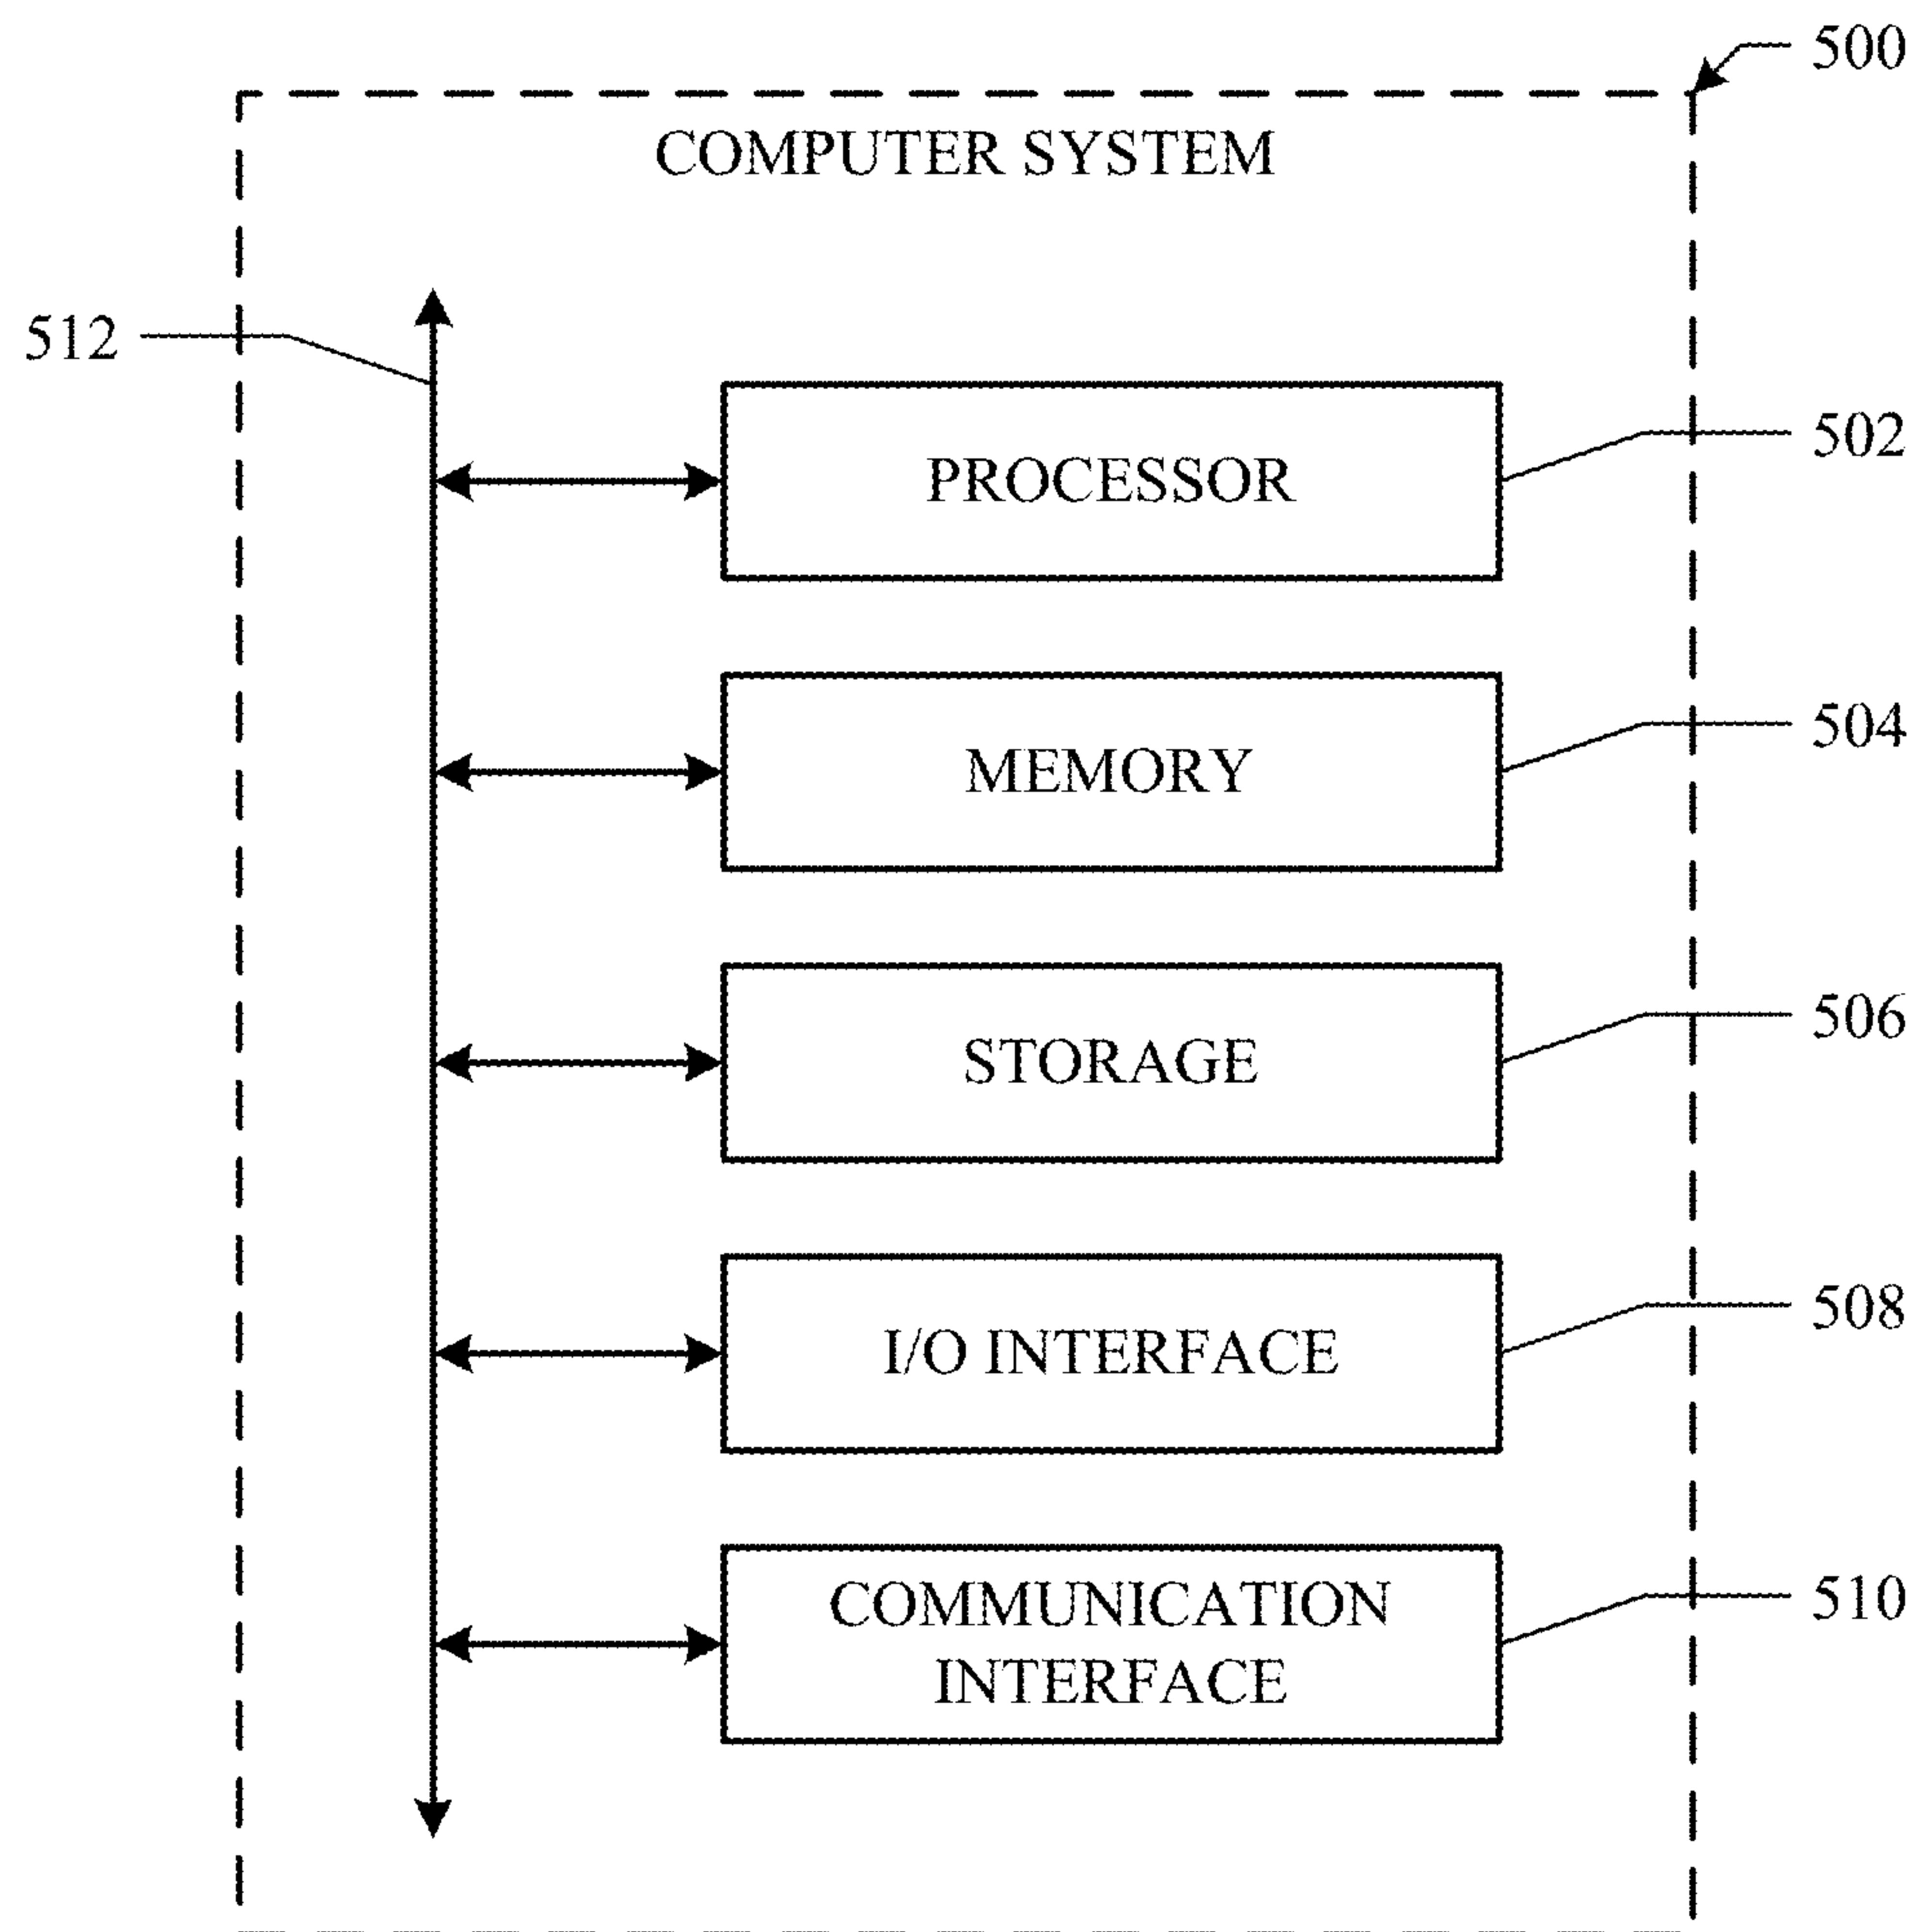 500
COMPUTER SYSTEM
512
PROCESSOR
502
MEMORY
504
STORAGE
506
I/O INTERFACE
508
COMMUNICATION
INTERFACE
510